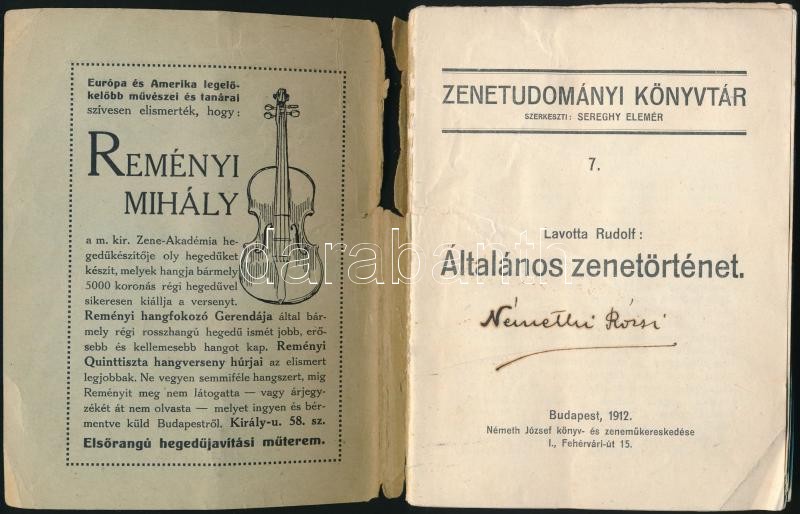 Európa és Amerika legelő-
kelőbb művészei és tanárai
szívesen elismerték, hogy:
REMÉNYI
MIHÁLY
a m. kir. Zene-Akadémia he-
gedűkészítője oly hegedűket
készít, melyek hangja bármely
5000 koronás régi hegedűvel
sikeresen kiállja a versenyt.
Reményi hangfokozó Gerendája által bár-
mely régi rosszhangú hegedű ismét jobb, erő-
sebb és kellemesebb hangot kap. Reményi
Quinttiszta hangverseny húrjai az elismert
legjobbak. Ne vegyen semmiféle hangszert, míg
Reményit meg nem látogatta — vagy árjegy-
zékét át nem olvasta — melyet ingyen és bér-
mentve küld Budapestről. Király-u. 58. sz.
Elsőrangú hegedűjavítási műterem.
ZENETUDOMÁNYI KÖNYVTÁR
SZERKESZTI: SEREGHY ELEMÉR
7.
Lavotta Rudolf:
Általános zenetörténet.
Némethi Rózsi
Budapest, 1912.
Németh József könyv- és zeneműkereskedése
I., Fehérvári-út 15.
darabanth.com